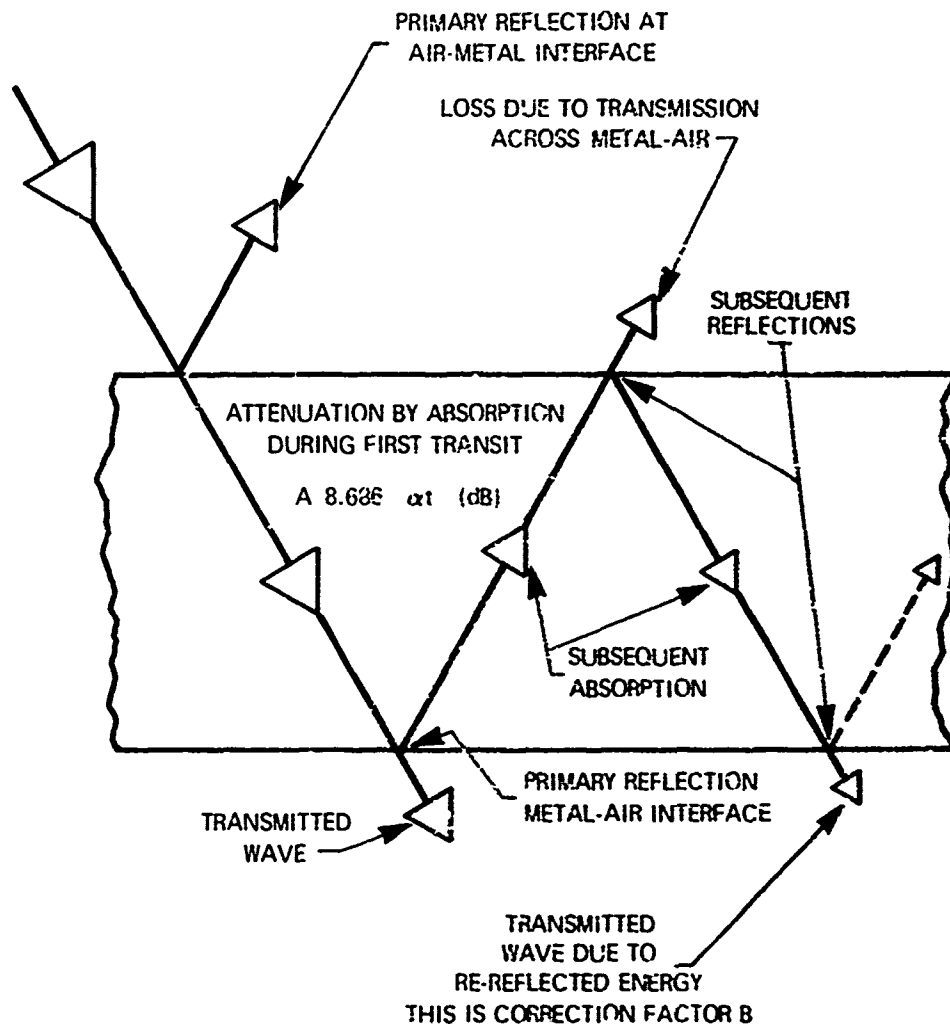 PRIMARY REFLECTION AT
AIR-METAL INTERFACE
LOSS DUE TO TRANSMISSION
ACROSS METAL-AIR
SUBSEQUENT
REFLECTIONS
ATTENUATION BY ABSORPTION
DURING FIRST TRANSIT
A 8.686 αt (dB)
SUBSEQUENT
ABSORPTION
PRIMARY REFLECTION
METAL-AIR INTERFACE
TRANSMITTED
WAVE
TRANSMITTED
WAVE DUE TO
RE-REFLECTED ENERGY
THIS IS CORRECTION FACTOR B